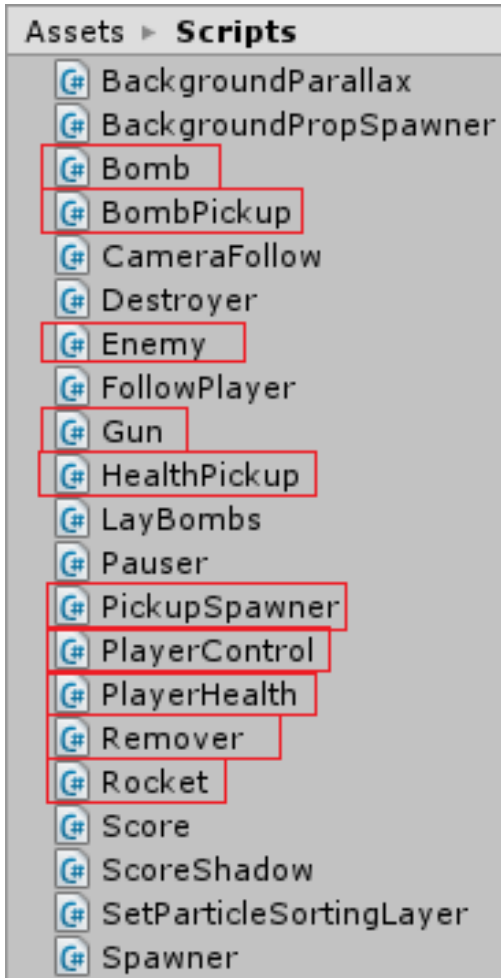 Assets ▸ Scripts
C# BackgroundParallax
C# BackgroundPropSpawner
C# Bomb
C# BombPickup
C# CameraFollow
C# Destroyer
C# Enemy
C# FollowPlayer
C# Gun
C# HealthPickup
C# LayBombs
C# Pauser
C# PickupSpawner
C# PlayerControl
C# PlayerHealth
C# Remover
C# Rocket
C# Score
C# ScoreShadow
C# SetParticleSortingLayer
C# Spawner